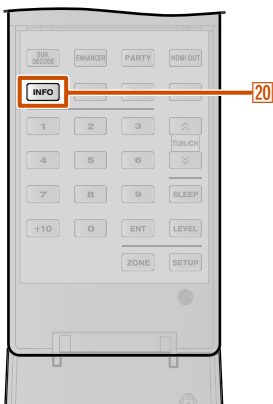 SUR. DECODE ENHANCER PARTY HDMI OUT
INFO 20
1 2 3 TUN./CH
4 5 6
7 8 9 SLEEP
+10 0 ENT LEVEL
ZONE SETUP